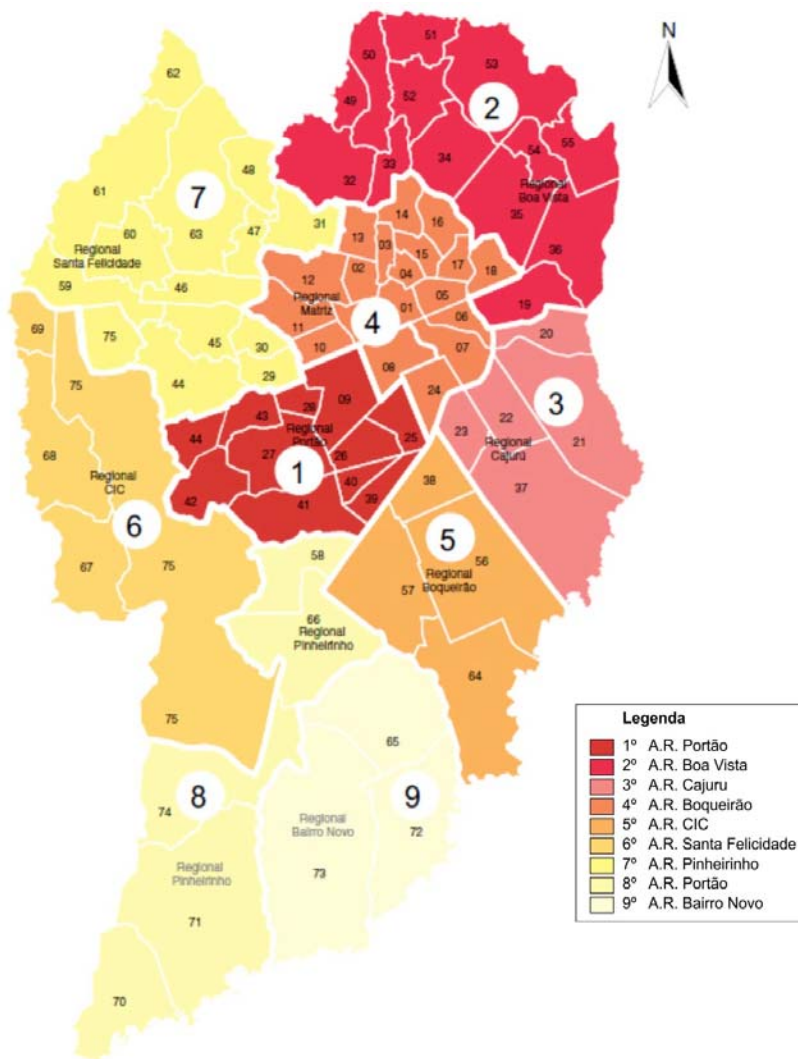 N
51
50
62
53
2
52
49
55
54
48
33
34
32
61
7
Regional
Boa Vista
14
16
35
31
60
63
47
13
03
15
36
Regional
Santa Felicidade
02
17
18
04
12
59
46
05
19
Regional
Matriz
01
06
69
11
4
20
75
45
30
10
07
08
75
29
44
24
3
09
28
43
22
25
44
23
21
Regional
Portão
Regional
Cajurú
68
27
26
1
38
40
37
Regional
CIC
42
39
41
6
5
56
58
67
75
57
Regional
Boqueirão
66
Regional
Pinheirinho
64
75
65
8
9
74
Regional
Bairro Novo
72
73
Regional
Pinheirinho
71
70
Legenda
1º A.R. Portão
2º A.R. Boa Vista
3º A.R. Cajuru
4º A.R. Boqueirão
5º A.R. CIC
6º A.R. Santa Felicidade
7º A.R. Pinheirinho
8º A.R. Portão
9º A.R. Bairro Novo